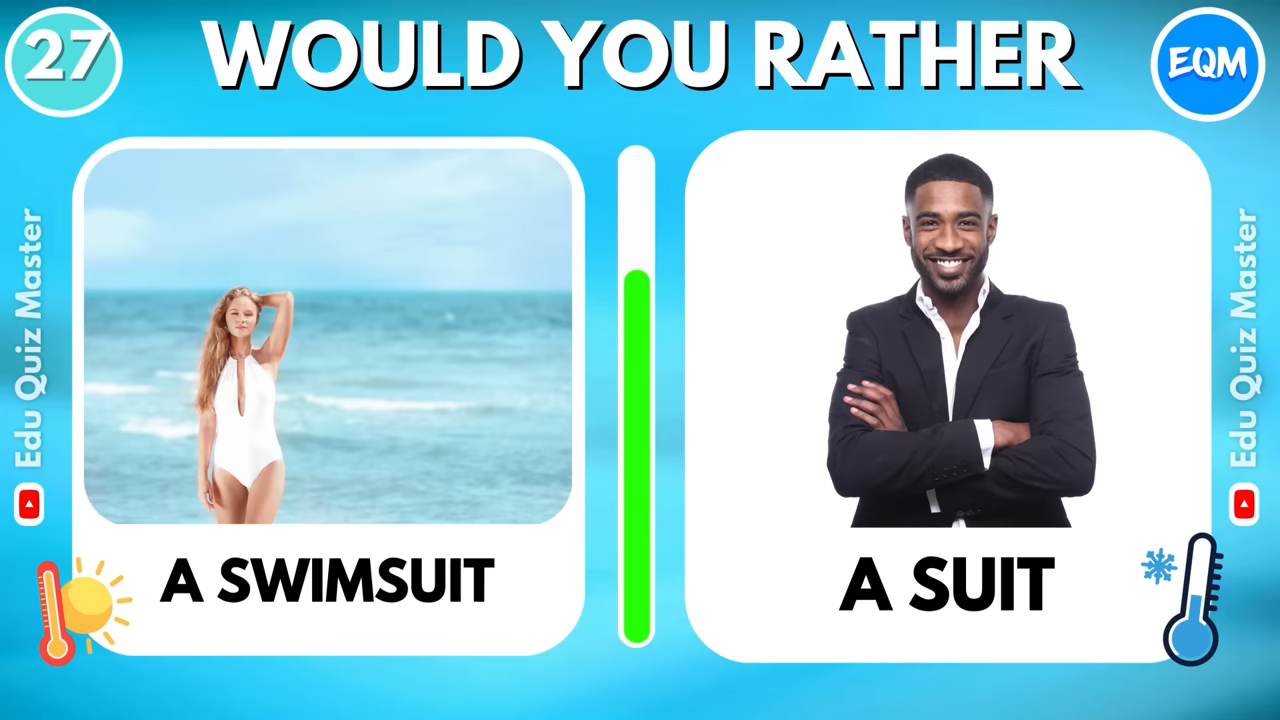 27
WOULD YOU RATHER
EQM
Edu Quiz Master
A SWIMSUIT
A SUIT
Edu Quiz Master